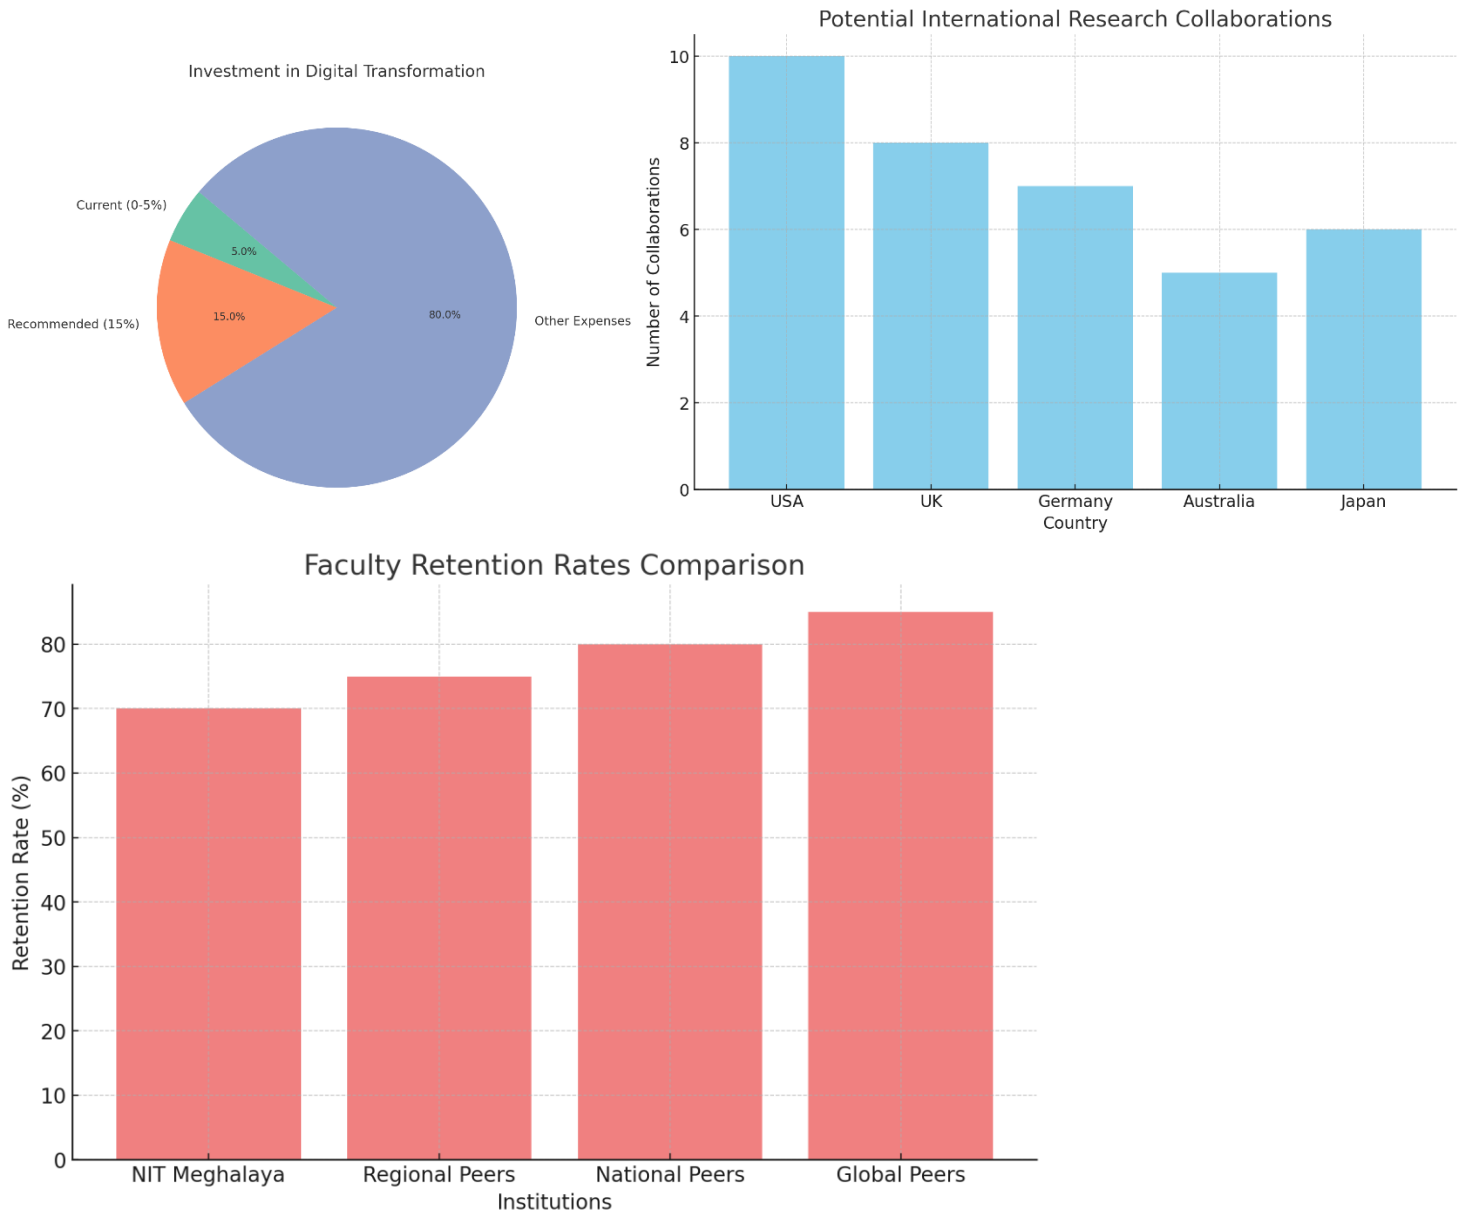 Investment in Digital Transformation
Current (0-5%)
5.0%
Recommended (15%)
15.0%
80.0%
Other Expenses
Potential International Research Collaborations
Number of Collaborations
10
8
6
4
2
0
USA
UK
Germany
Australia
Japan
Country
Faculty Retention Rates Comparison
Retention Rate (%)
80
70
60
50
40
30
20
10
0
NIT Meghalaya
Regional Peers
National Peers
Global Peers
Institutions